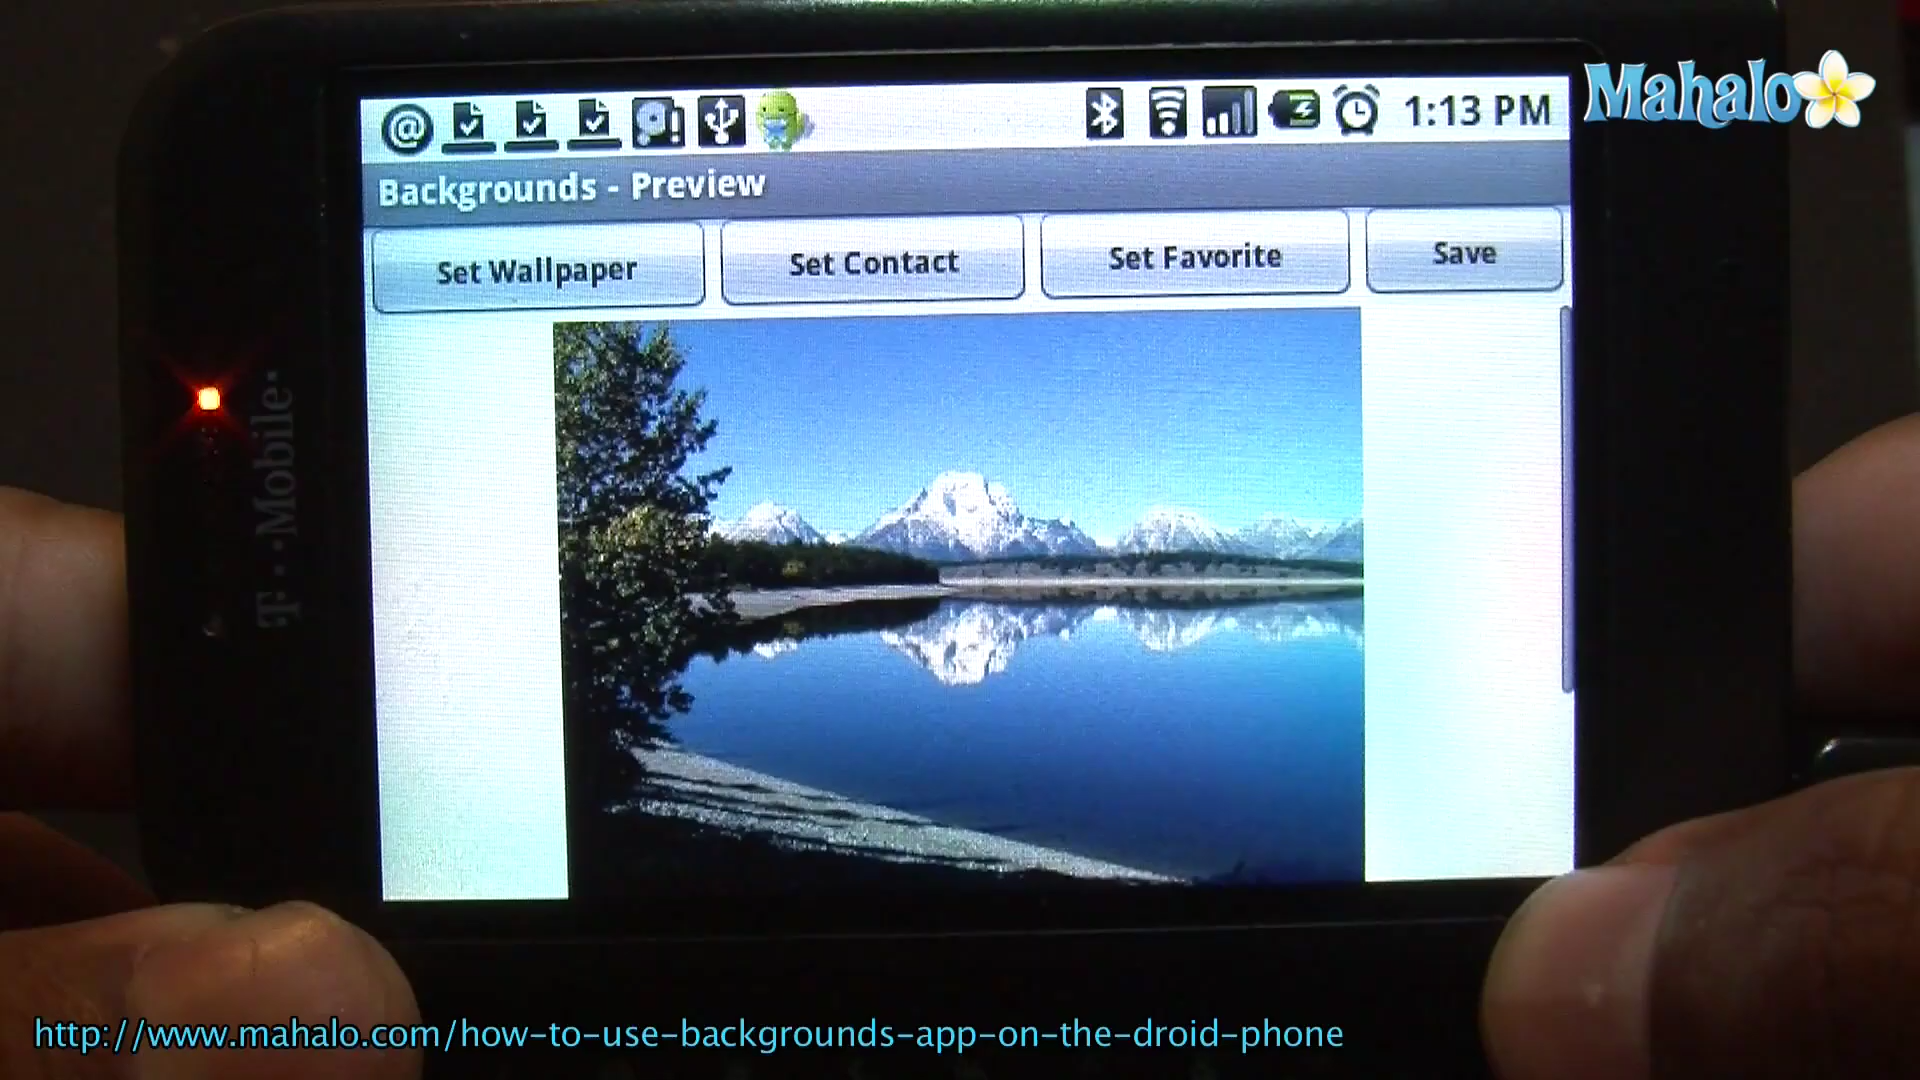 Mahalo
@ 1:13 PM
Backgrounds - Preview
Set Wallpaper Set Contact Set Favorite Save
T··Mobile·
http://www.mahalo.com/how-to-use-backgrounds-app-on-the-droid-phone